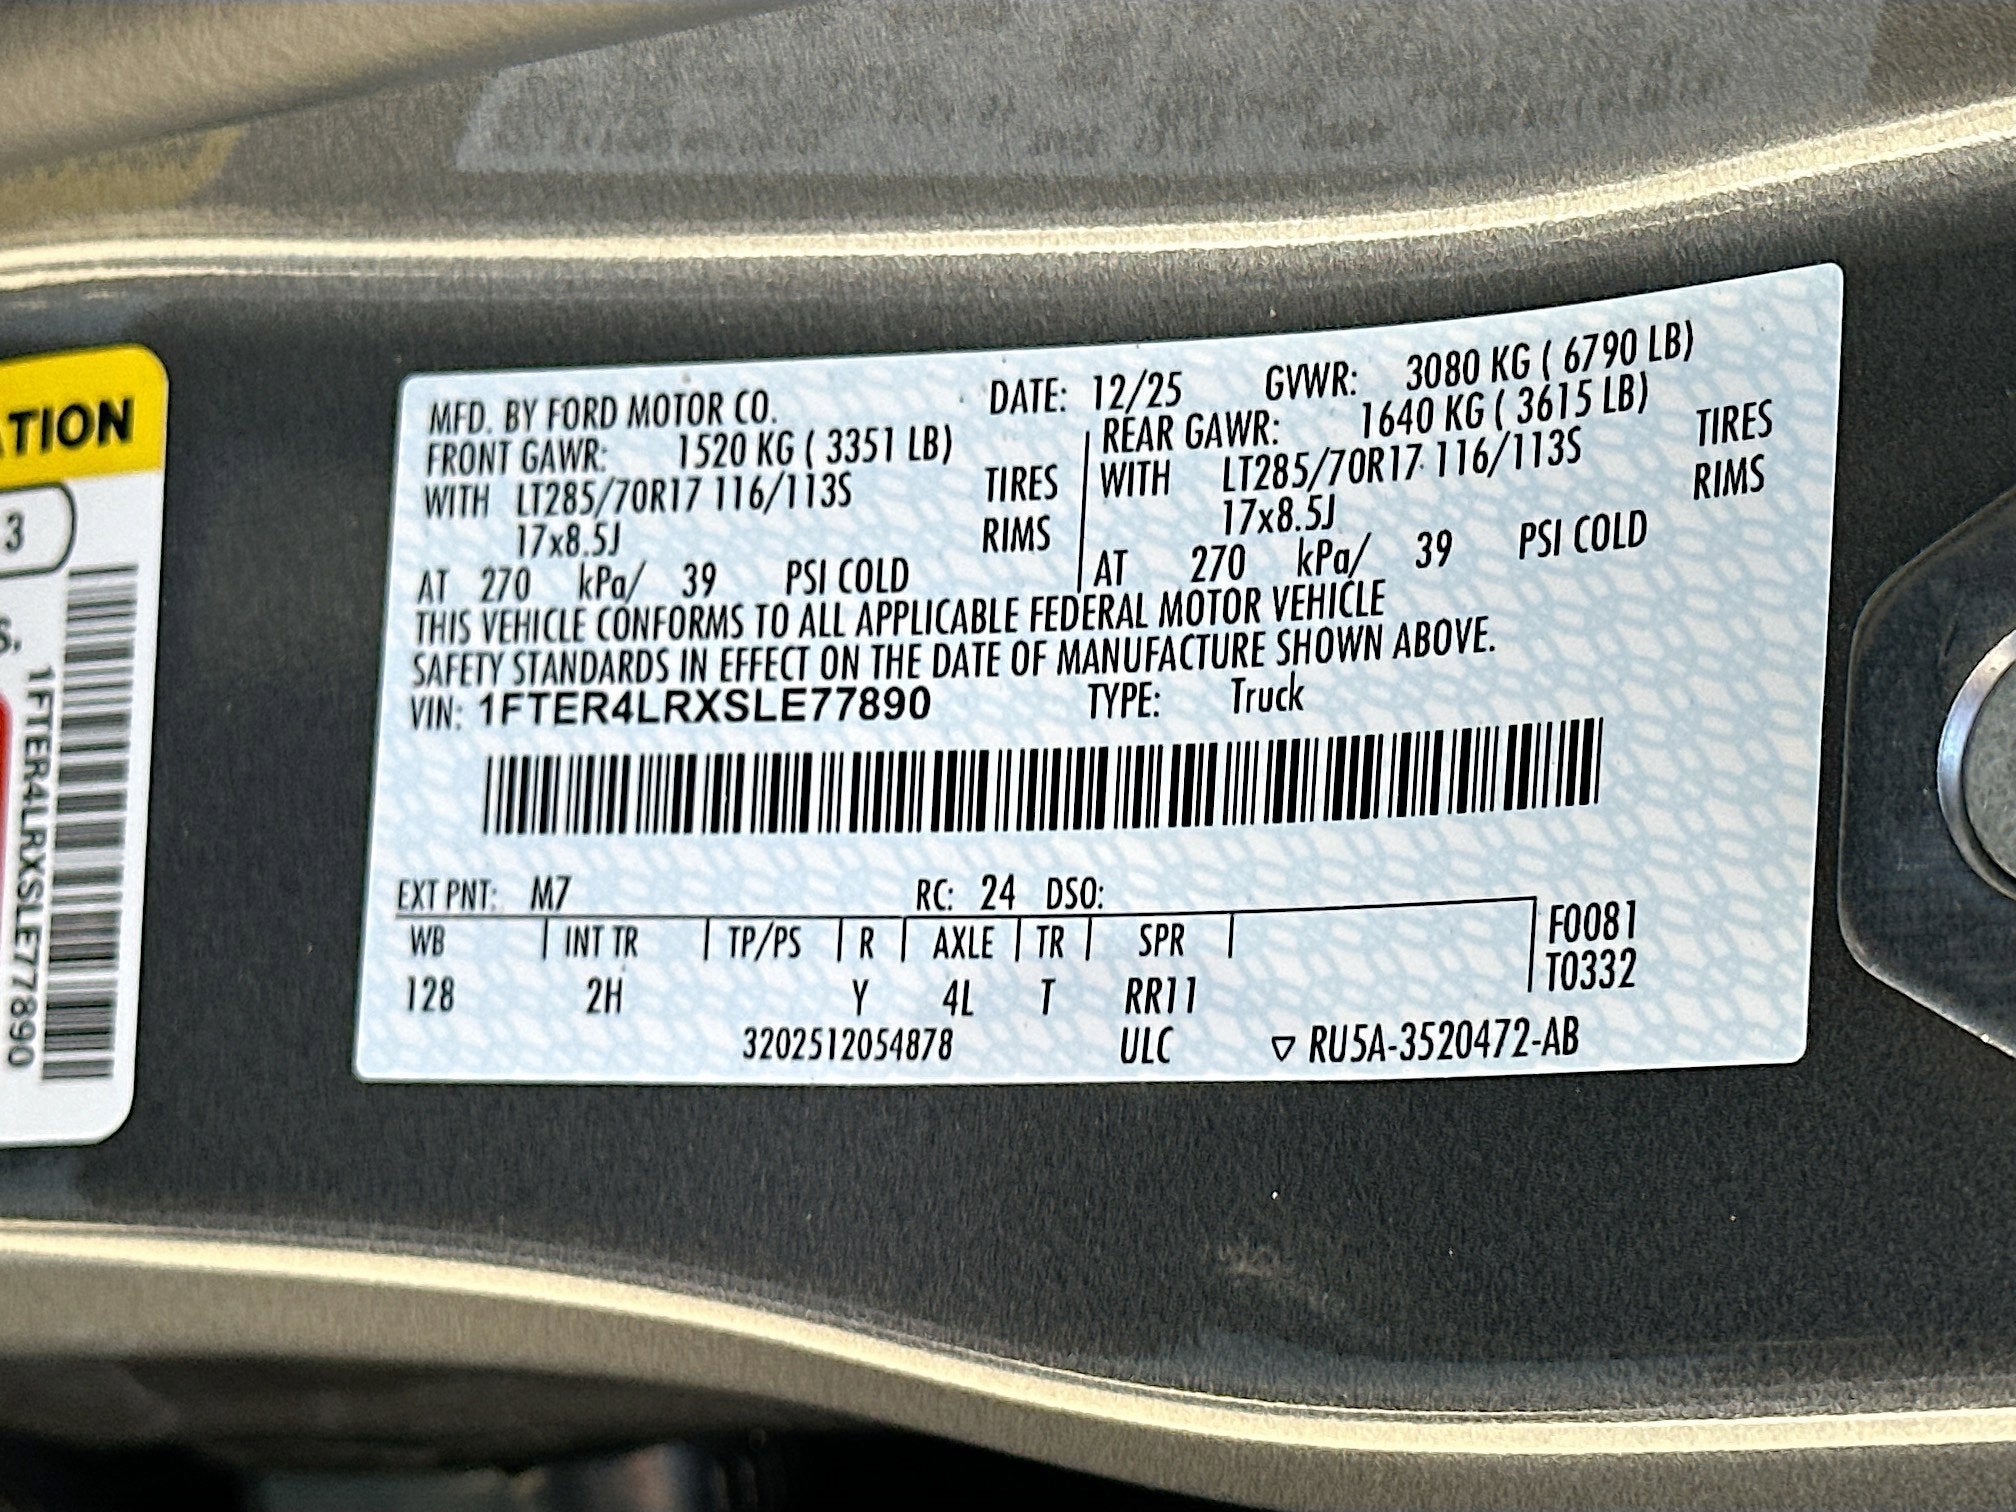 ATION
3
S.
1FTER4LRXSLE77890
MFD. BY FORD MOTOR CO. DATE: 12/25 GVWR: 3080 KG ( 6790 LB)
FRONT GAWR: 1520 KG ( 3351 LB) REAR GAWR: 1640 KG ( 3615 LB)
WITH LT285/70R17 116/113S TIRES WITH LT285/70R17 116/113S TIRES
17x8.5J RIMS 17x8.5J RIMS
AT 270 kPa/ 39 PSI COLD AT 270 kPa/ 39 PSI COLD
THIS VEHICLE CONFORMS TO ALL APPLICABLE FEDERAL MOTOR VEHICLE
SAFETY STANDARDS IN EFFECT ON THE DATE OF MANUFACTURE SHOWN ABOVE.
VIN: 1FTER4LRXSLE77890 TYPE: Truck
EXT PNT: M7 RC: 24 DSO:
WB INT TR TP/PS R AXLE TR SPR F0081
128 2H Y 4L T RR11 T0332
3202512054878 ULC ▽ RU5A-3520472-AB